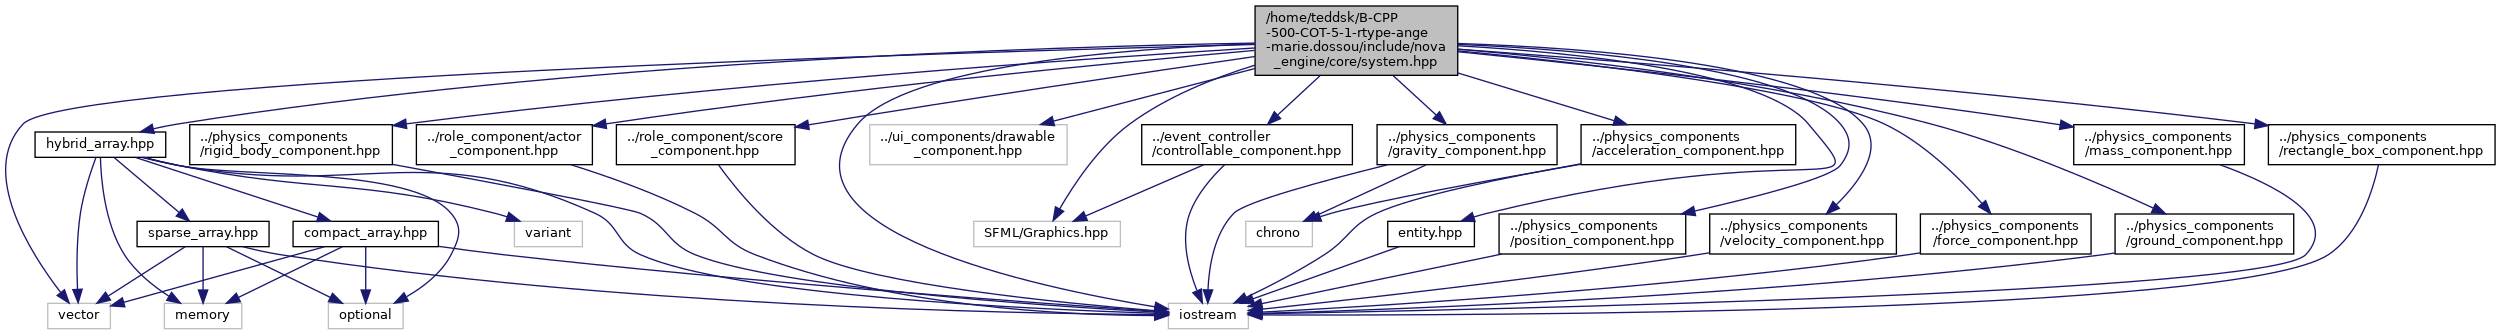 /home/teddsk/B-CPP
-500-COT-5-1-rtype-ange
-marie.dossou/include/nova
_engine/core/system.hpp
hybrid_array.hpp
../physics_components
/rigid_body_component.hpp
../role_component/actor
_component.hpp
../role_component/score
_component.hpp
../ui_components/drawable
_component.hpp
../event_controller
/controllable_component.hpp
../physics_components
/gravity_component.hpp
../physics_components
/acceleration_component.hpp
../physics_components
/mass_component.hpp
../physics_components
/rectangle_box_component.hpp
sparse_array.hpp
compact_array.hpp
variant
SFML/Graphics.hpp
chrono
entity.hpp
../physics_components
/position_component.hpp
../physics_components
/velocity_component.hpp
../physics_components
/force_component.hpp
../physics_components
/ground_component.hpp
vector
memory
optional
iostream